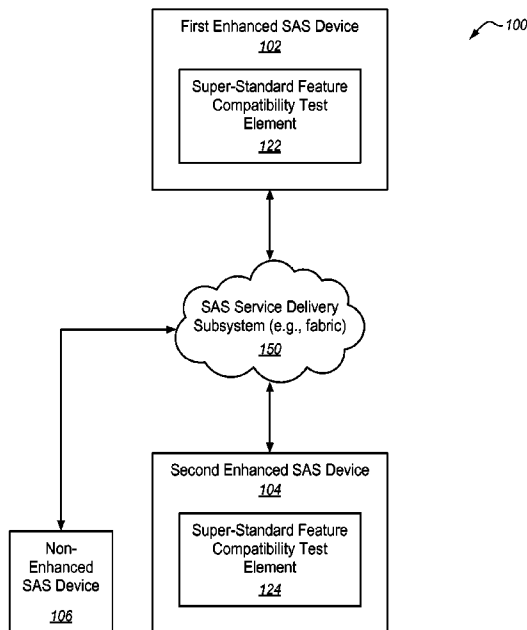 First Enhanced SAS Device
102
100
Super-Standard Feature
Compatibility Test
Element
122
SAS Service Delivery
Subsystem (e.g., fabric)
150
Second Enhanced SAS Device
104
Super-Standard Feature
Compatibility Test
Element
124
Non-
Enhanced
SAS Device
106